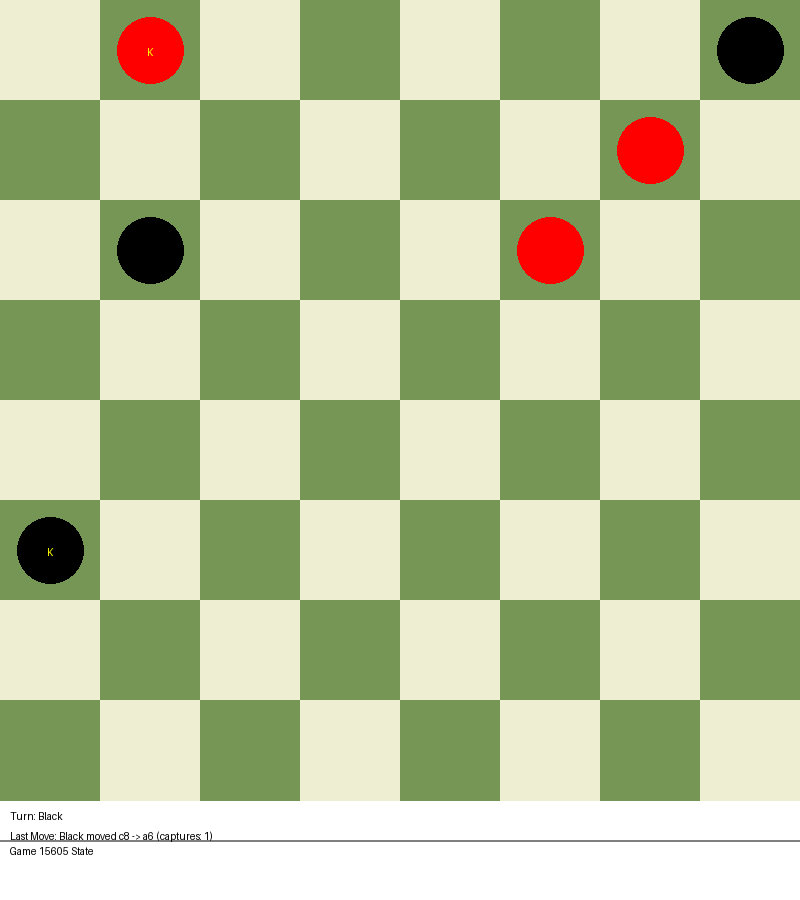 K
K
Turn: Black
Last Move: Black moved c8 -> a6 (captures: 1)
Game 15605 State